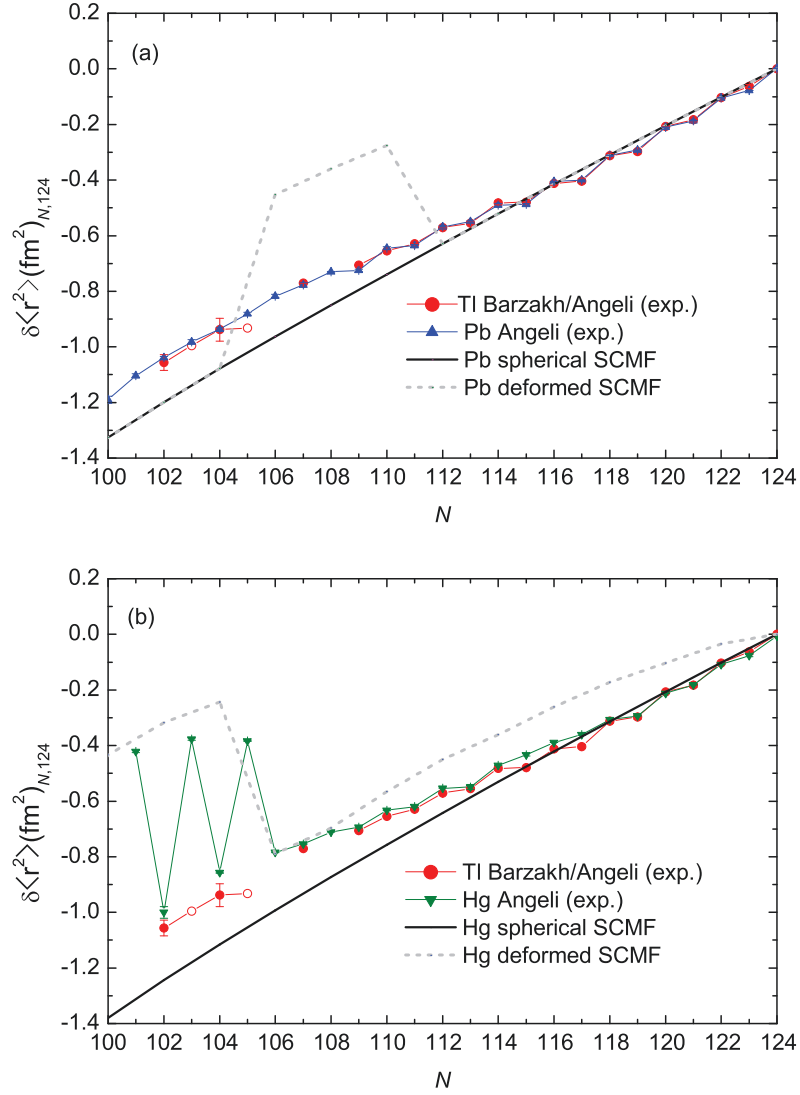 (a)
0.2
0.0
-0.2
-0.4
-0.6
-0.8
-1.0
-1.2
-1.4
δ<r²>(fm²)N,124
Tl Barzakh/Angeli (exp.)
Pb Angeli (exp.)
Pb spherical SCMF
Pb deformed SCMF
100 102 104 106 108 110 112 114 116 118 120 122 124
N
(b)
0.2
0.0
-0.2
-0.4
-0.6
-0.8
-1.0
-1.2
-1.4
δ<r²>(fm²)N,124
Tl Barzakh/Angeli (exp.)
Hg Angeli (exp.)
Hg spherical SCMF
Hg deformed SCMF
100 102 104 106 108 110 112 114 116 118 120 122 124
N